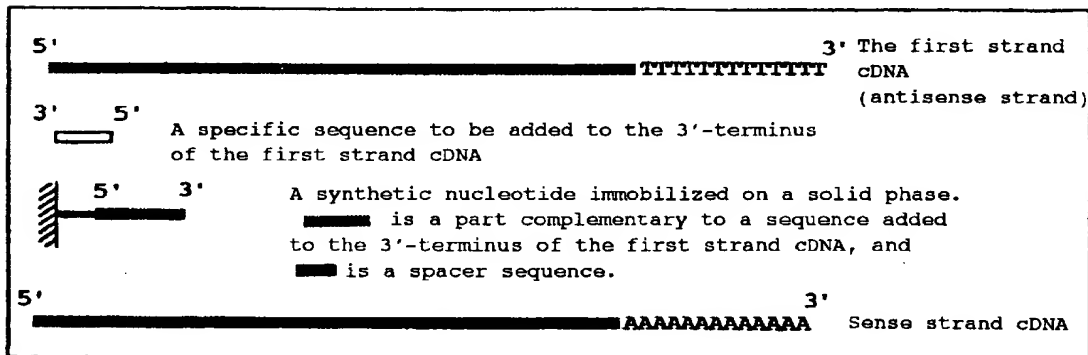 5' 3' The first strand
cDNA
TTTTTTTTTTTTT
(antisense strand)
3' 5' A specific sequence to be added to the 3'-terminus
of the first strand cDNA
5' 3' A synthetic nucleotide immobilized on a solid phase.
is a part complementary to a sequence added
to the 3'-terminus of the first strand cDNA, and
is a spacer sequence.
5' 3'
AAAAAAAAAAAAA Sense strand cDNA